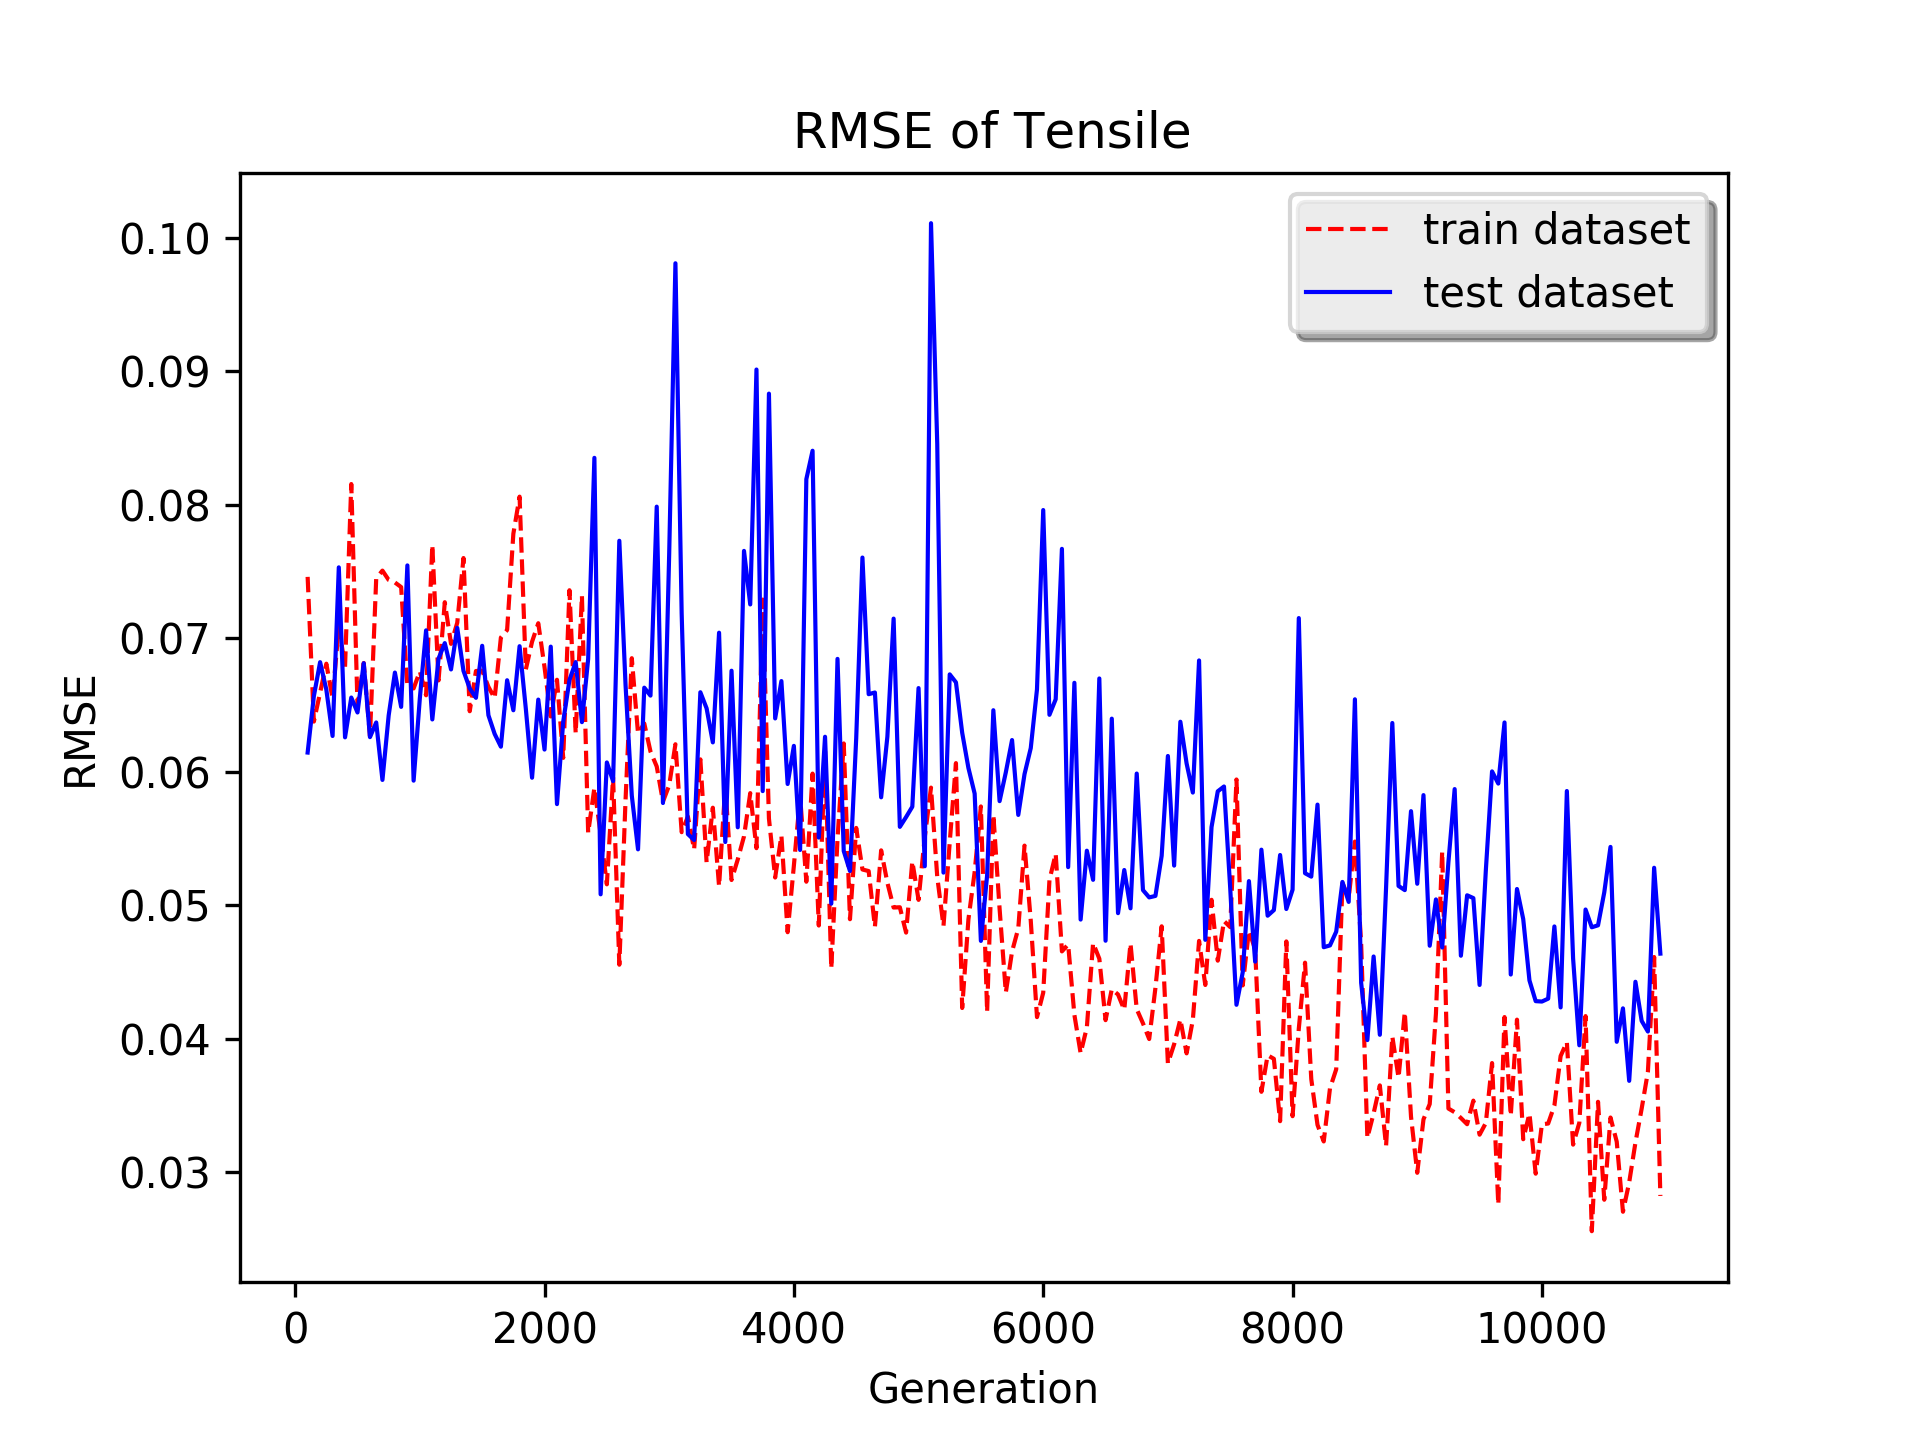 RMSE of Tensile
train dataset
test dataset
0.10
0.09
0.08
0.07
0.06
0.05
0.04
0.03
RMSE
0 2000 4000 6000 8000 10000
Generation